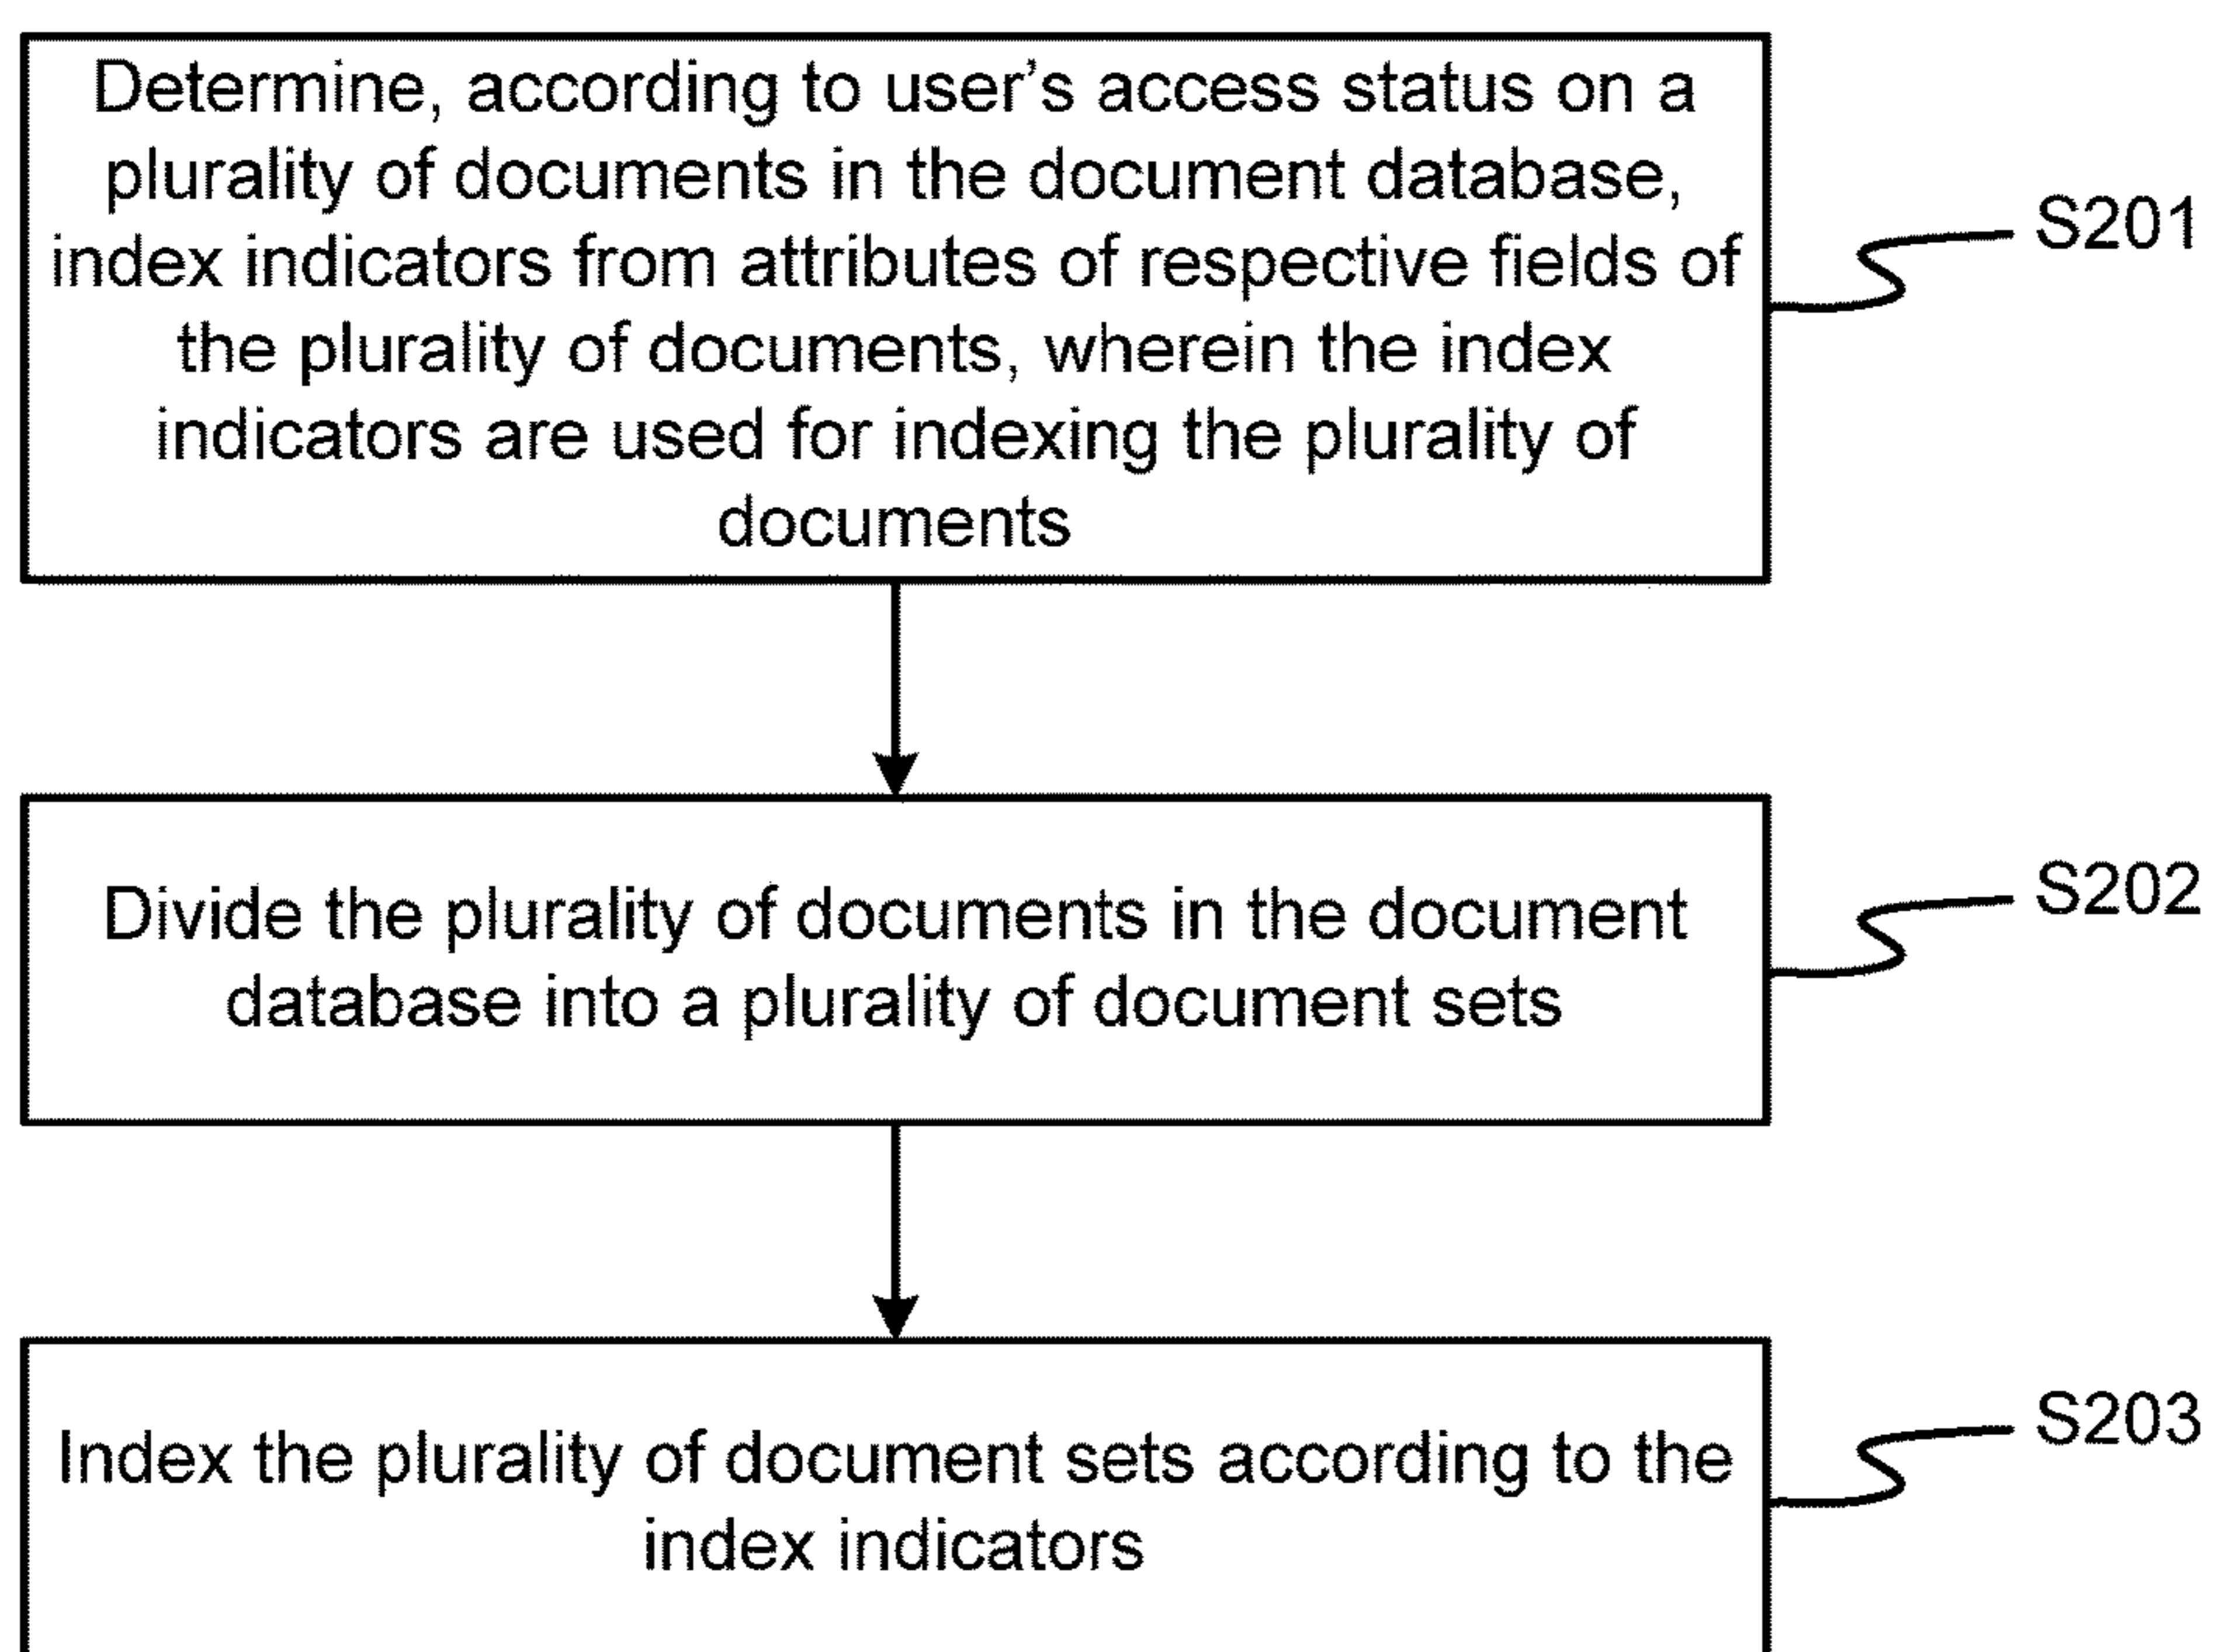 Determine, according to user's access status on a
plurality of documents in the document database,
index indicators from attributes of respective fields of
the plurality of documents, wherein the index
indicators are used for indexing the plurality of
documents
S201
Divide the plurality of documents in the document
database into a plurality of document sets
S202
Index the plurality of document sets according to the
index indicators
S203